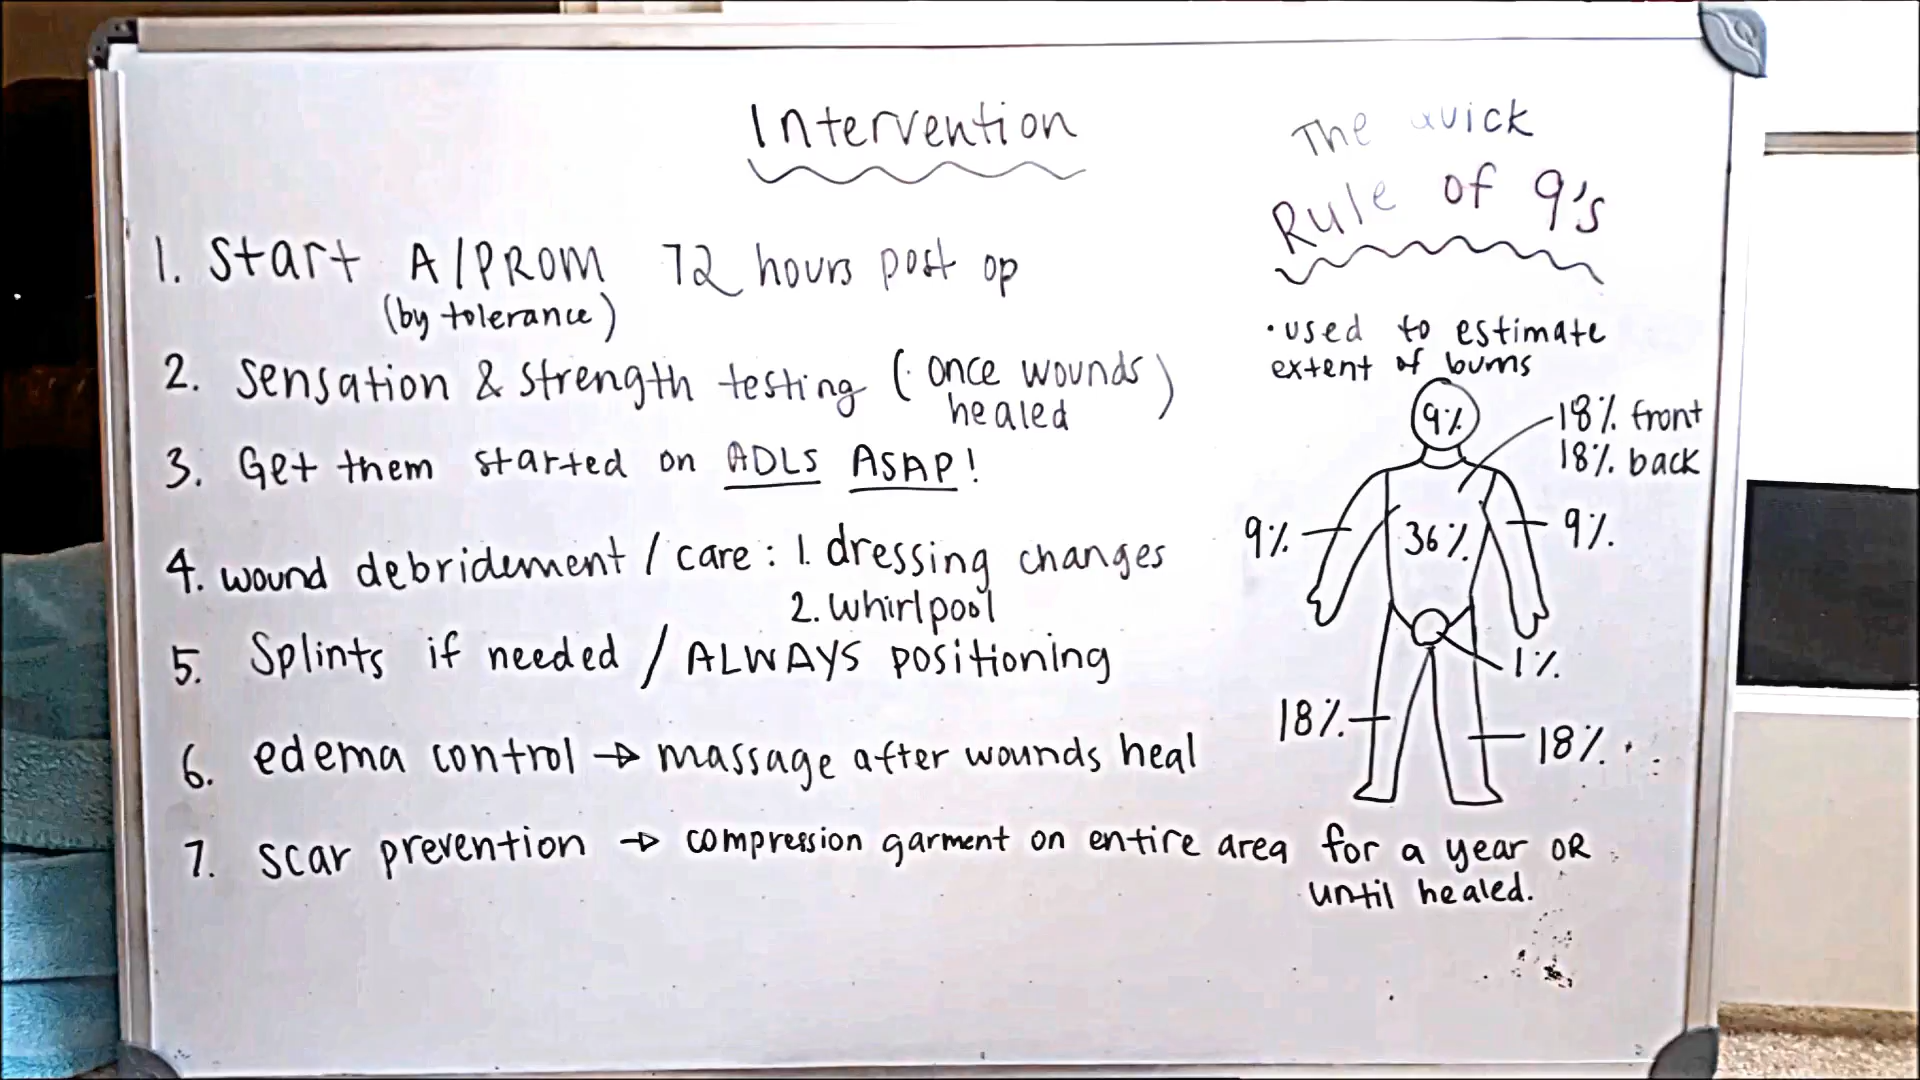 Intervention
1. Start A/PROM 72 hours post op
(by tolerance)
2. Sensation & Strength testing (once wounds
healed)
3. Get them started on ADLS ASAP!
4. wound debridement / care: 1. dressing changes
2. whirlpool
5. Splints if needed / ALWAYS positioning
6. edema control → massage after wounds heal
7. scar prevention → compression garment on entire area for a year OR
until healed.
The quick
Rule of 9's
• used to estimate
extent of burns
9%
18% front
18% back
9%
36%
9%
1%
18%
18%